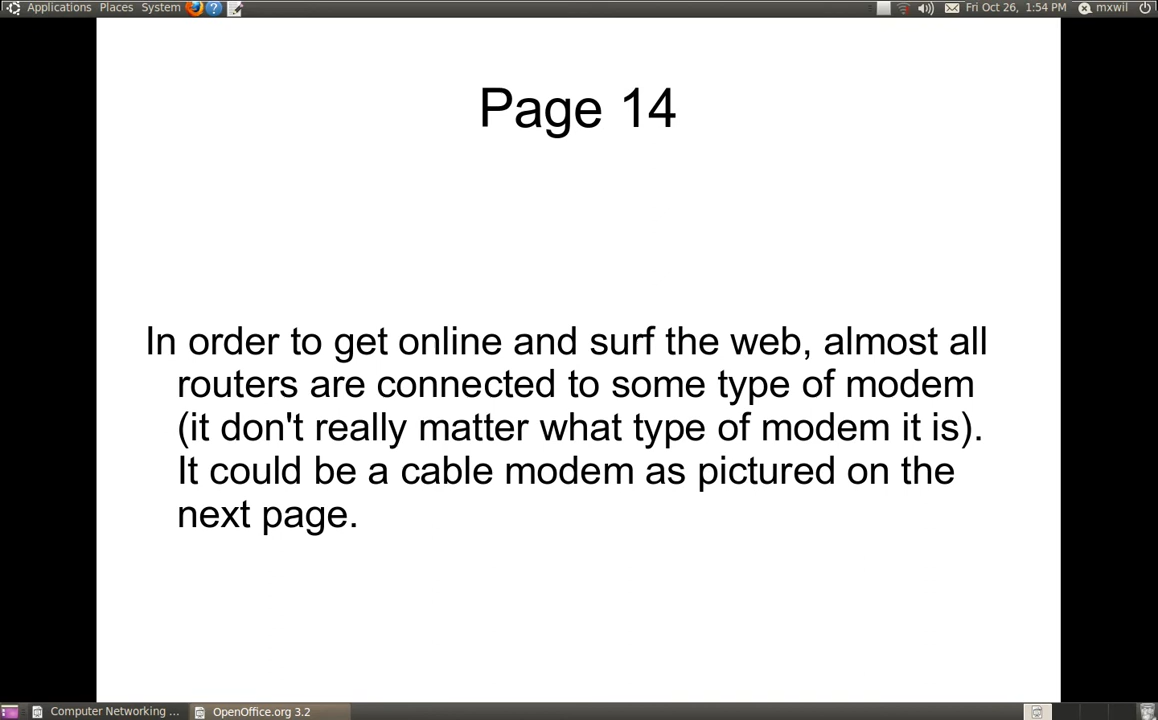 Applications Places System
Fri Oct 26, 1:54 PM mxwil
Page 14
In order to get online and surf the web, almost all
routers are connected to some type of modem
(it don't really matter what type of modem it is).
It could be a cable modem as pictured on the
next page.
Computer Networking ... OpenOffice.org 3.2